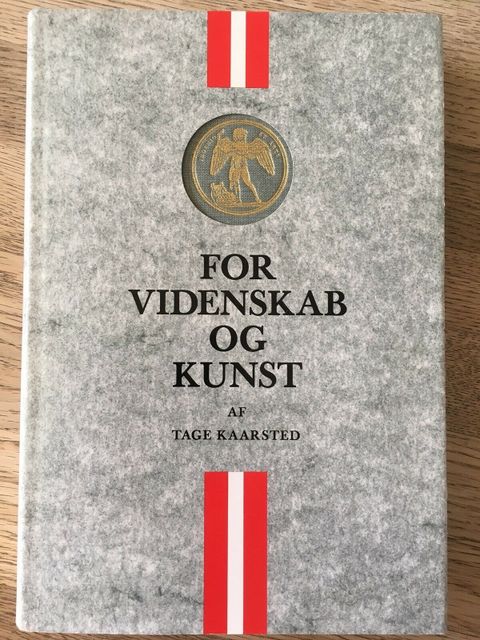 FOR
VIDENSKAB
OG
KUNST
AF
TAGE KAARSTED